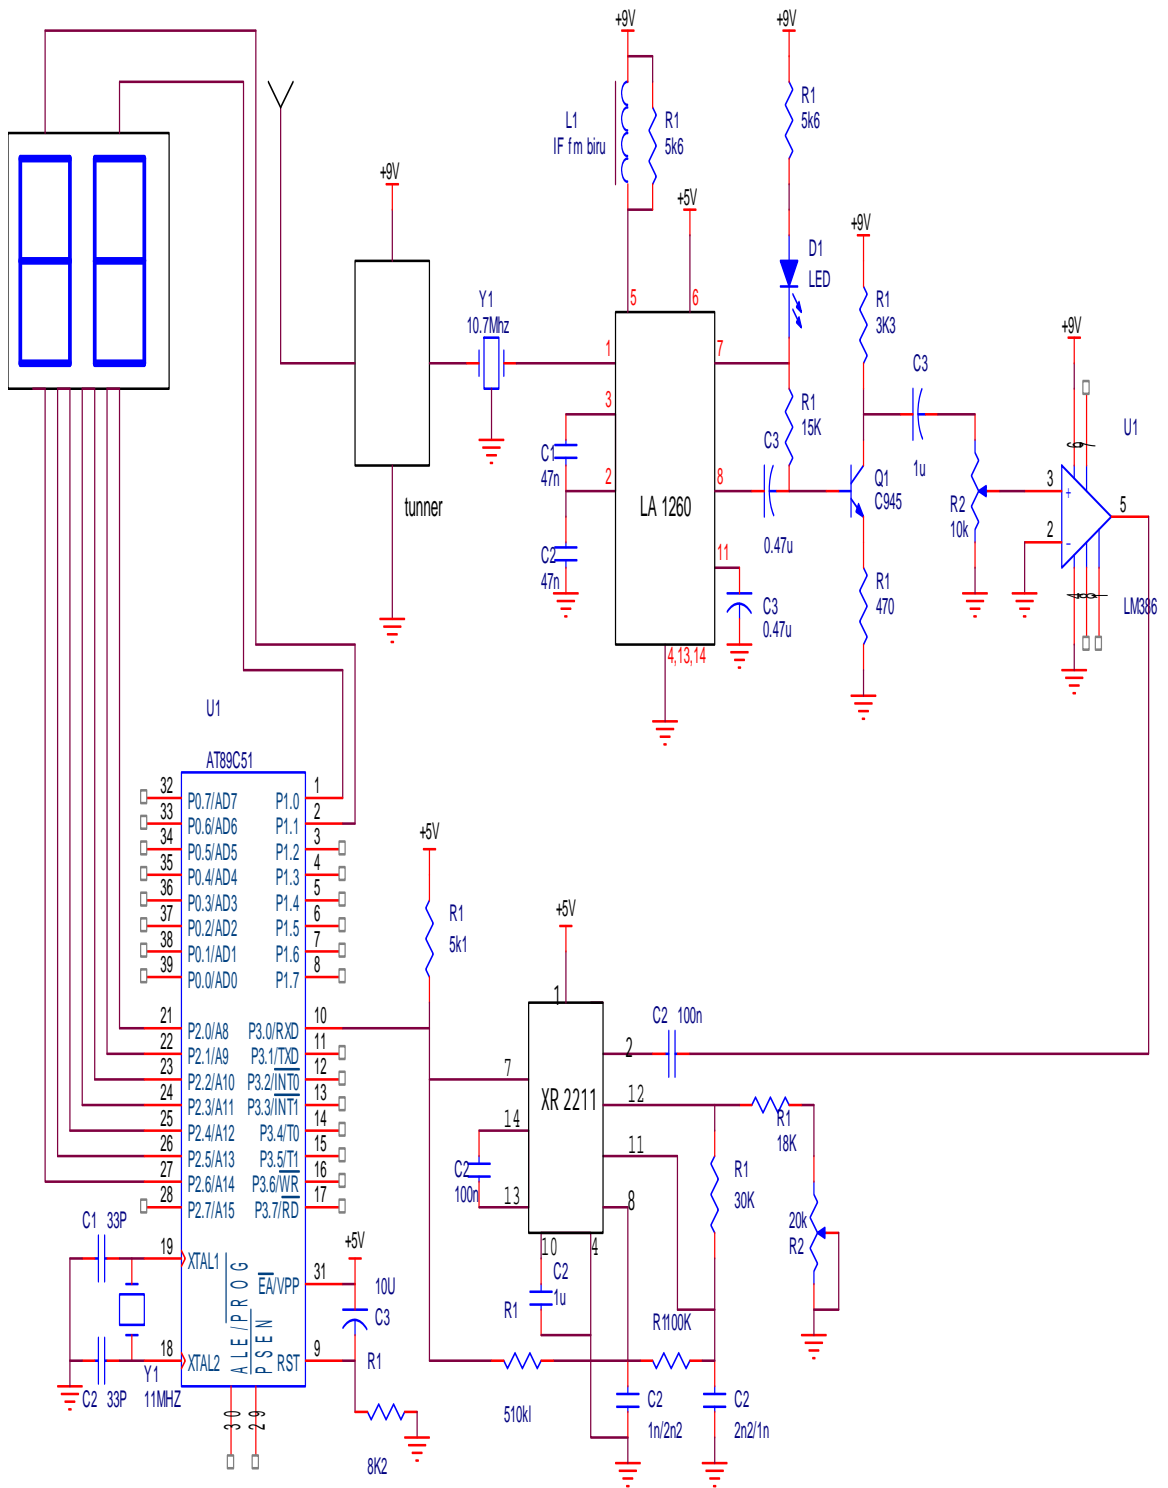 +9V
+9V
R1
5k6
L1
IF fm biru
R1
5k6
+9V
+5V
+9V
D1
LED
5
6
Y1
10.7Mhz
R1
3K3
+9V
1
7
C3
3
R1
15K
C3
1u
U1
C1
47n
2
8
Q1
C945
6
7
3
R2
10k
5
tunner
LA 1260
2
0.47u
C2
47n
11
R1
470
C3
0.47u
4
8
1
LM386
4,13,14
U1
AT89C51
32
P0.7/AD7
P1.0
1
33
P0.6/AD6
P1.1
2
34
P0.5/AD5
P1.2
3
35
P0.4/AD4
P1.3
4
36
P0.3/AD3
P1.4
5
37
P0.2/AD2
P1.5
6
38
P0.1/AD1
P1.6
7
39
P0.0/AD0
P1.7
8
+5V
R1
5k1
+5V
1
21
P2.0/A8
P3.0/RXD
10
C2
100n
22
P2.1/A9
P3.1/TXD
11
2
23
P2.2/A10
P3.2/INT0
12
7
XR 2211
12
24
P2.3/A11
P3.3/INT1
13
14
R1
18K
25
P2.4/A12
P3.4/T0
14
11
26
P2.5/A13
P3.5/T1
15
C2
100n
R1
30K
27
P2.6/A14
P3.6/WR
16
13
8
28
P2.7/A15
P3.7/RD
17
20k
R2
C1
33P
+5V
10
4
19
XTAL1
ALE/PROG
EA/VPP
31
10U
C3
C2
1u
R1
R1
100K
18
XTAL2
PSEN
RST
9
R1
C2
33P
Y1
11MHZ
30
29
8K2
510kl
C2
1n/2n2
C2
2n2/1n